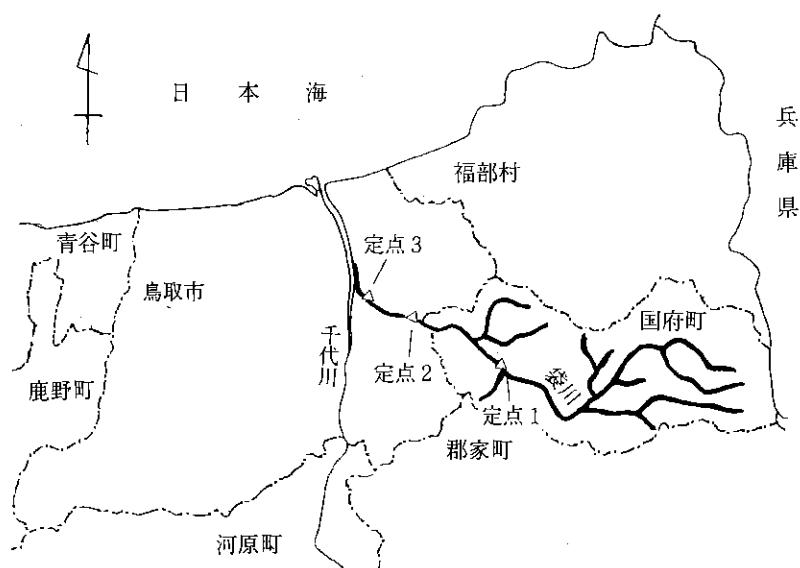 日本海
兵庫県
福部村
青谷町
定点3
鳥取市
国府町
千代川
袋川
定点2
鹿野町
定点1
郡家町
河原町